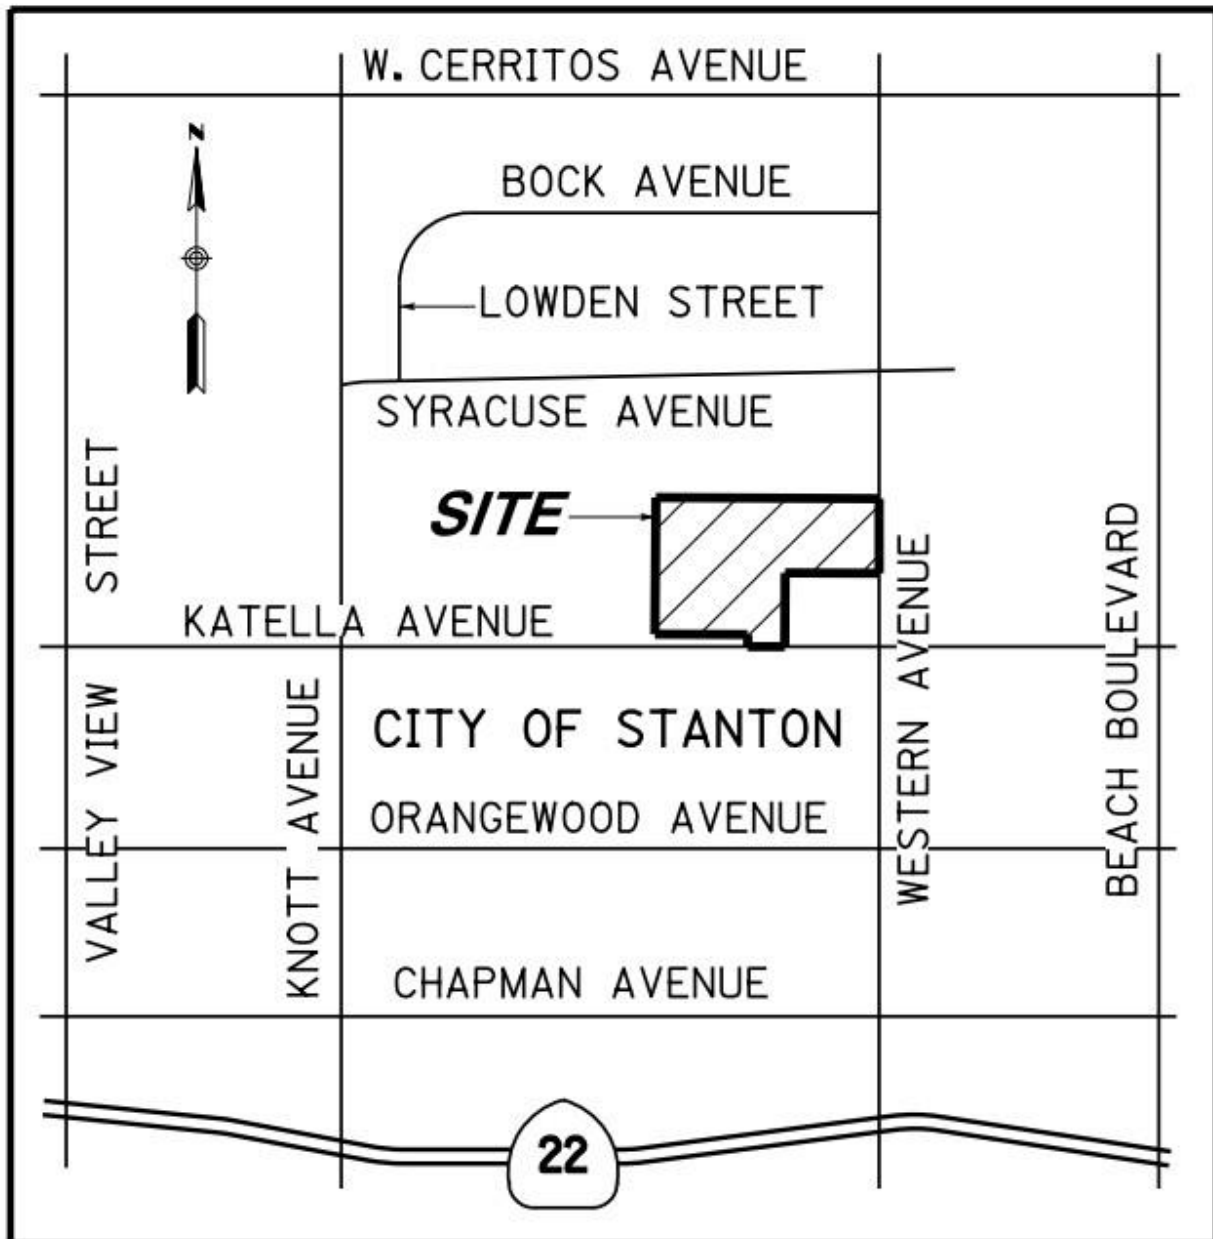 W. CERRITOS AVENUE
N
BOCK AVENUE
LOWDEN STREET
SYRACUSE AVENUE
SITE
KATELLA AVENUE
VALLEY VIEW STREET
KNOTT AVENUE
CITY OF STANTON
WESTERN AVENUE
BEACH BOULEVARD
ORANGEWOOD AVENUE
CHAPMAN AVENUE
22